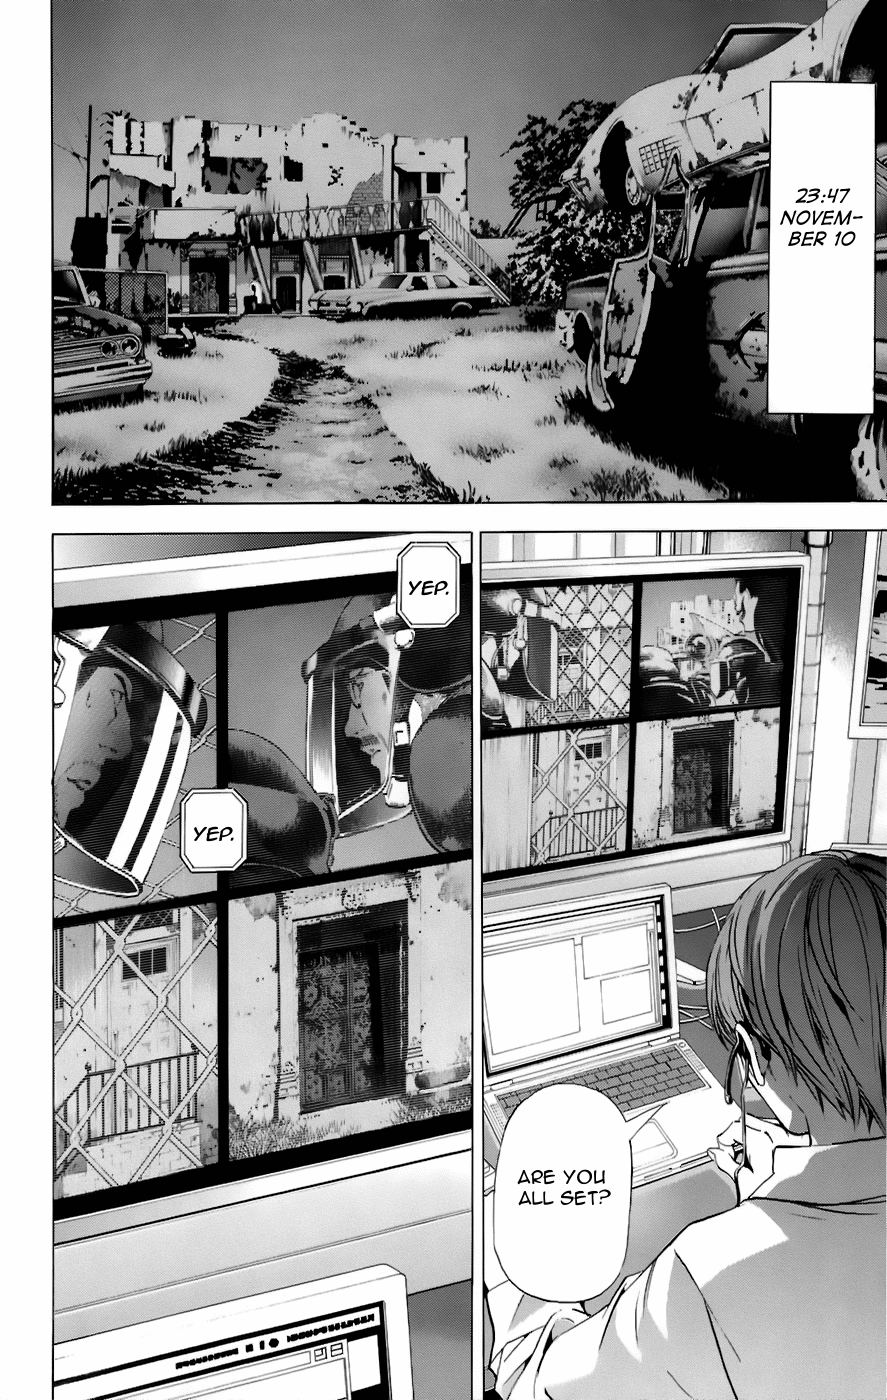 23:47
NOVEM-
BER 10
ARE YOU
ALL SET?
YEP.
YEP.